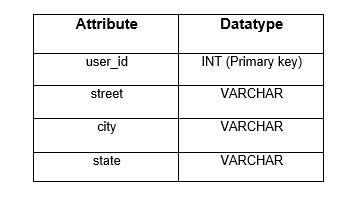 Attribute Datatype
user_id INT (Primary key)
street VARCHAR
city VARCHAR
state VARCHAR